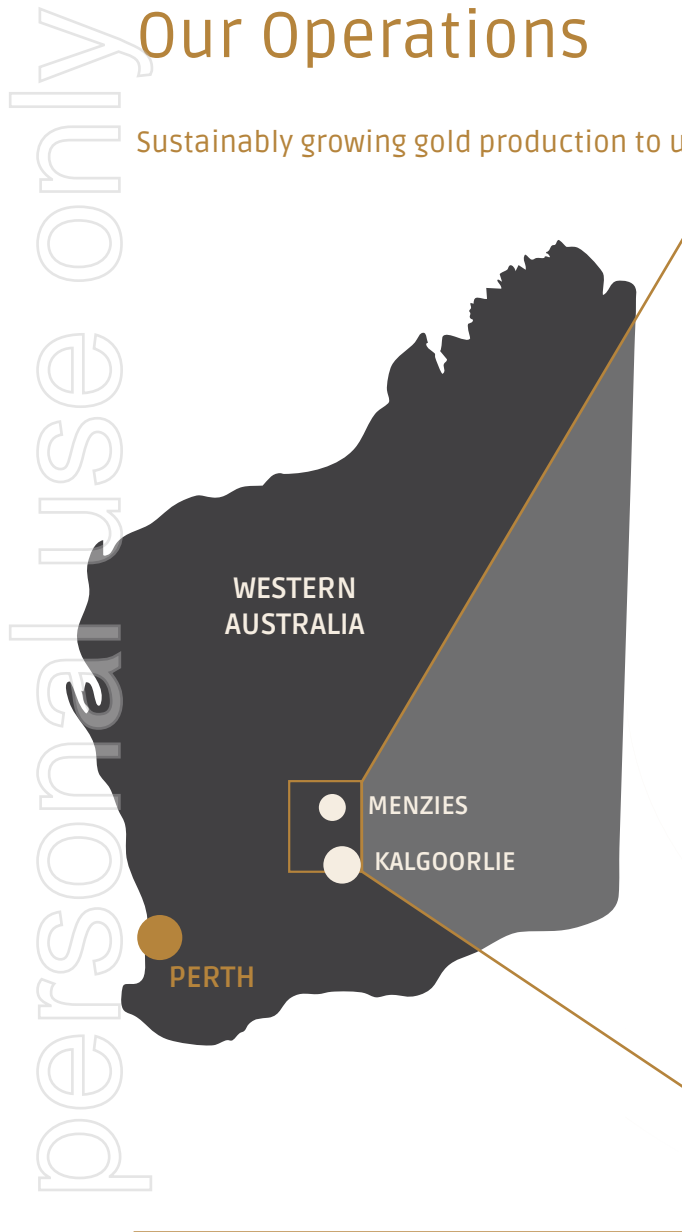 Our Operations
Sustainably growing gold production to u
WESTERN
AUSTRALIA
MENZIES
KALGOORLIE
PERTH
personal use only